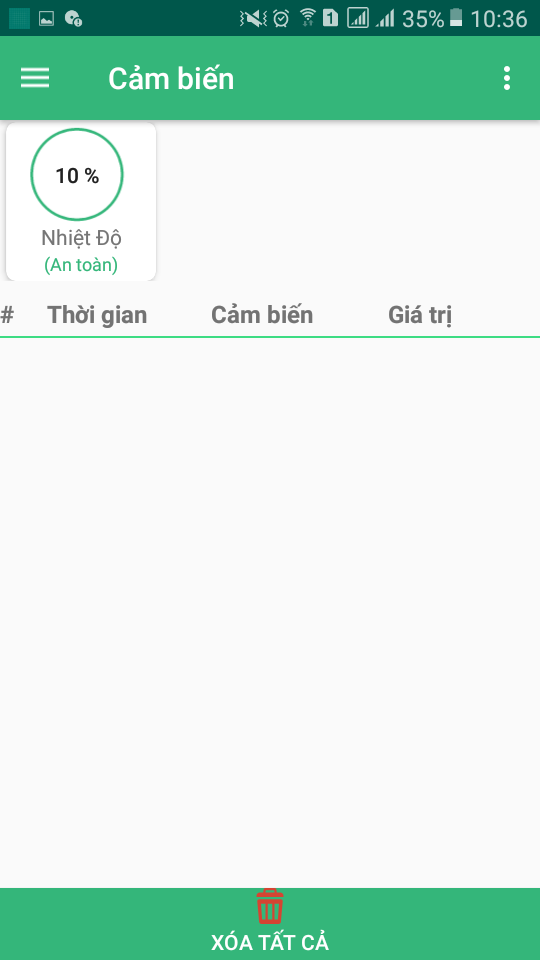 1 35% 10:36
Cảm biến
10 %
Nhiệt Độ
(An toàn)
# Thời gian Cảm biến Giá trị
XÓA TẤT CẢ